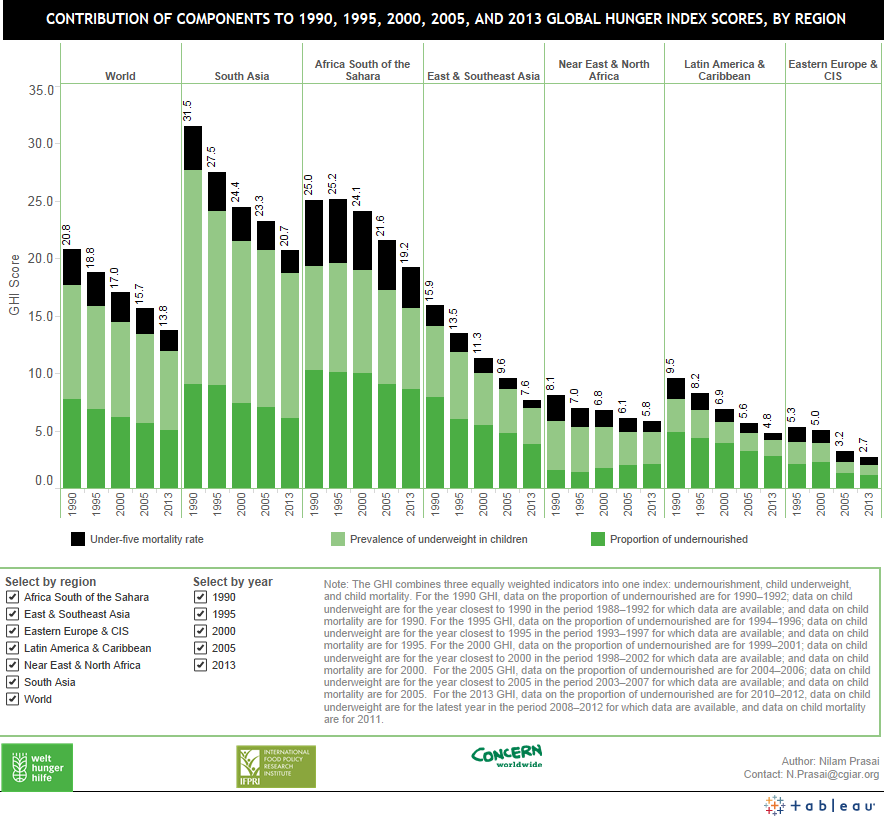 CONTRIBUTION OF COMPONENTS TO 1990, 1995, 2000, 2005, AND 2013 GLOBAL HUNGER INDEX SCORES, BY REGION
World
South Asia
Africa South of the
Sahara
East & Southeast Asia
Near East & North
Africa
Latin America &
Caribbean
Eastern Europe &
CIS
GHI Score
35.0
30.0
25.0
20.0
15.0
10.0
5.0
0.0
20.8
18.8
17.0
15.7
13.8
31.5
27.5
24.4
23.3
20.7
25.0
25.2
24.1
21.6
19.2
15.9
13.5
11.3
9.6
7.6
8.1
7.0
6.8
6.1
5.8
9.5
8.2
6.9
5.6
4.8
5.3
5.0
3.2
2.7
1990 1995 2000 2005 2013 1990 1995 2000 2005 2013 1990 1995 2000 2005 2013 1990 1995 2000 2005 2013 1990 1995 2000 2005 2013 1990 1995 2000 2005 2013 1995 2000 2005 2013
Under-five mortality rate
Prevalence of underweight in children
Proportion of undernourished
Select by region
Africa South of the Sahara
East & Southeast Asia
Eastern Europe & CIS
Latin America & Caribbean
Near East & North Africa
South Asia
World
Select by year
1990
1995
2000
2005
2013
Note: The GHI combines three equally weighted indicators into one index: undernourishment, child underweight,
and child mortality. For the 1990 GHI, data on the proportion of undernourished are for 1990–1992; data on child
underweight are for the year closest to 1990 in the period 1988–1992 for which data are available; and data on child
mortality are for 1990. For the 1995 GHI, data on the proportion of undernourished are for 1994–1996; data on child
underweight are for the year closest to 1995 in the period 1993–1997 for which data are available; and data on child
mortality are for 1995. For the 2000 GHI, data on the proportion of undernourished are for 1999–2001; data on child
underweight are for the year closest to 2000 in the period 1998–2002 for which data are available; and data on child
mortality are for 2000. For the 2005 GHI, data on the proportion of undernourished are for 2004–2006; data on child
underweight are for the year closest to 2005 in the period 2003–2007 for which data are available; and data on child
mortality are for 2005. For the 2013 GHI, data on the proportion of undernourished are for 2010–2012, data on child
underweight are for the latest year in the period 2008–2012 for which data are available, and data on child mortality
are for 2011.
welt
hunger
hilfe
IFPRI
INTERNATIONAL
FOOD POLICY
RESEARCH
INSTITUTE
CONCERN
worldwide
Author: Nilam Prasai
Contact: N.Prasai@cgiar.org
+ableau